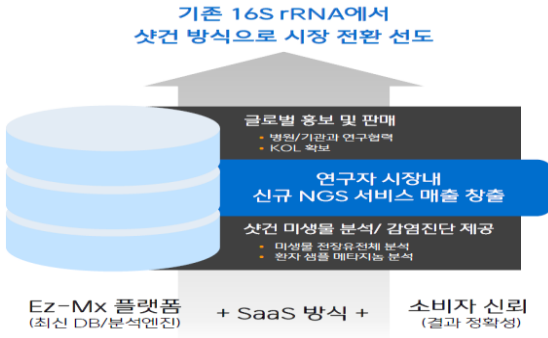 기존 16S rRNA에서
샷건 방식으로 시장 전환 선도
글로벌 홍보 및 판매
• 병원/기관과 연구협력
• KOL 확보
연구자 시장내
신규 NGS 서비스 매출 창출
샷건 미생물 분석/ 감염진단 제공
• 미생물 전장유전체 분석
• 환자 샘플 메타지놈 분석
Ez-Mx 플랫폼
(최신 DB/분석엔진)
+ SaaS 방식 +
소비자 신뢰
(결과 정확성)